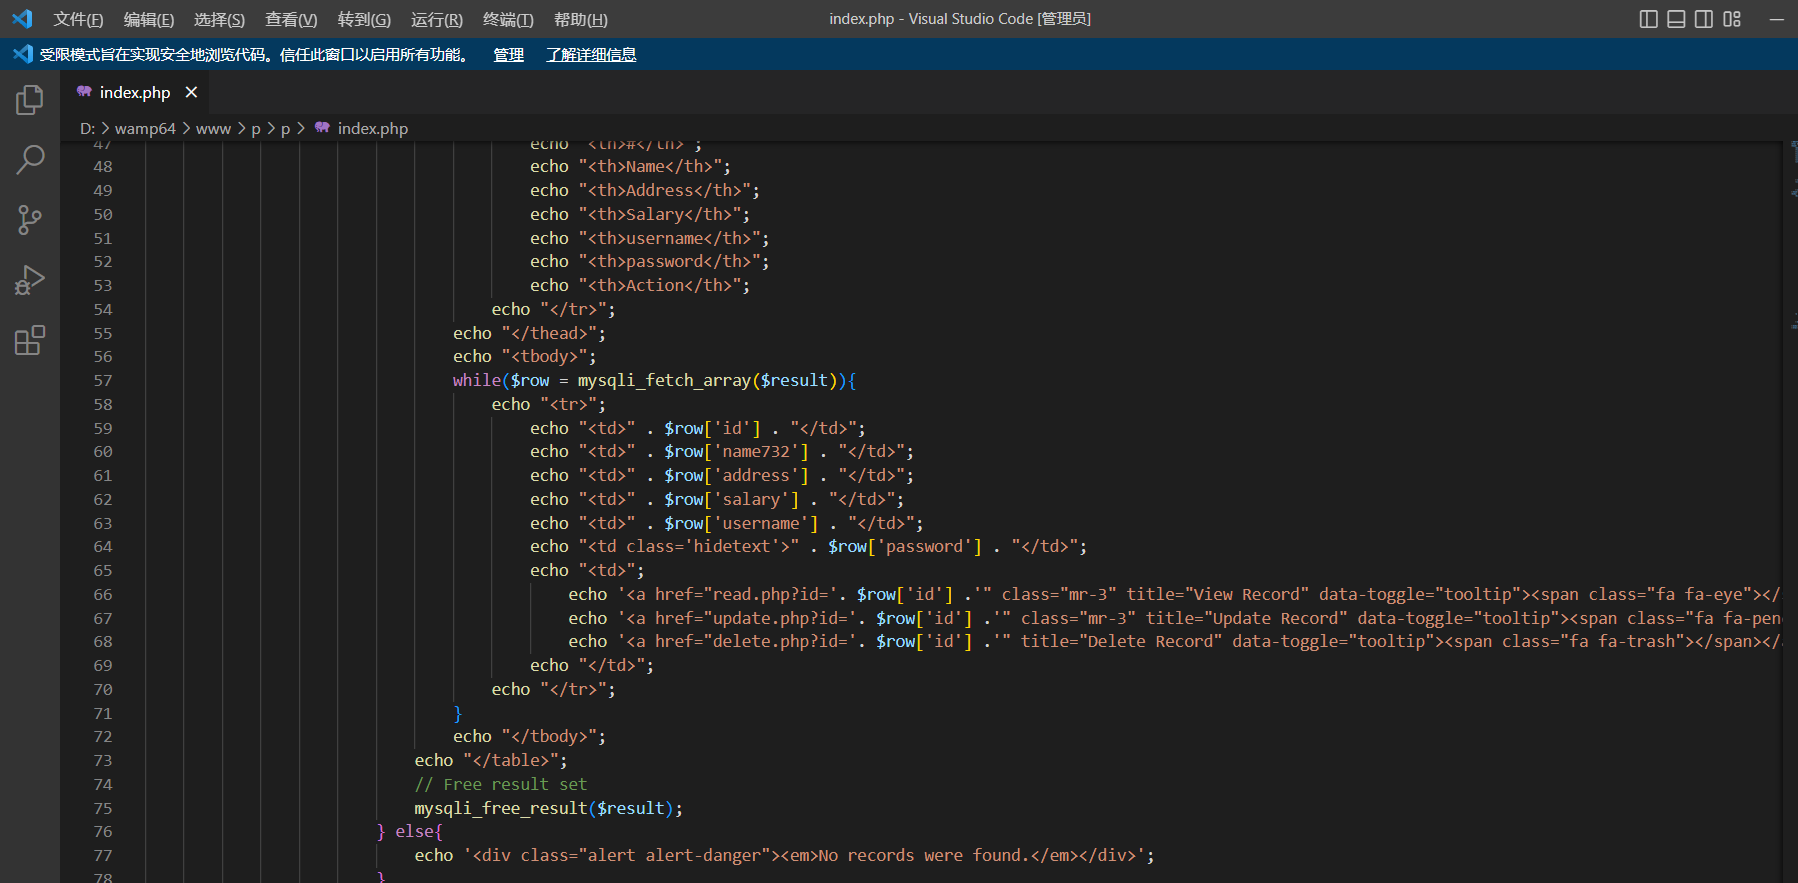 文件(F) 编辑(E) 选择(S) 查看(V) 转到(G) 运行(R) 终端(T) 帮助(H) index.php - Visual Studio Code [管理员]
受限模式旨在实现安全地浏览代码。信任此窗口以启用所有功能。 管理 了解详细信息
index.php
D: > wamp64 > www > p > p > index.php
47 echo "<th>#</th>";
48 echo "<th>Name</th>";
49 echo "<th>Address</th>";
50 echo "<th>Salary</th>";
51 echo "<th>username</th>";
52 echo "<th>password</th>";
53 echo "<th>Action</th>";
54 echo "</tr>";
55 echo "</thead>";
56 echo "<tbody>";
57 while($row = mysqli_fetch_array($result)){
58 echo "<tr>";
59 echo "<td>" . $row['id'] . "</td>";
60 echo "<td>" . $row['name732'] . "</td>";
61 echo "<td>" . $row['address'] . "</td>";
62 echo "<td>" . $row['salary'] . "</td>";
63 echo "<td>" . $row['username'] . "</td>";
64 echo "<td class='hidetext'>" . $row['password'] . "</td>";
65 echo "<td>";
66 echo '<a href="read.php?id='. $row['id'] .'" class="mr-3" title="View Record" data-toggle="tooltip"><span class="fa fa-eye"></
67 echo '<a href="update.php?id='. $row['id'] .'" class="mr-3" title="Update Record" data-toggle="tooltip"><span class="fa fa-pen
68 echo '<a href="delete.php?id='. $row['id'] .'" title="Delete Record" data-toggle="tooltip"><span class="fa fa-trash"></span></
69 echo "</td>";
70 echo "</tr>";
71 }
72 echo "</tbody>";
73 echo "</table>";
74 // Free result set
75 mysqli_free_result($result);
76 } else{
77 echo '<div class="alert alert-danger"><em>No records were found.</em></div>';
78 }